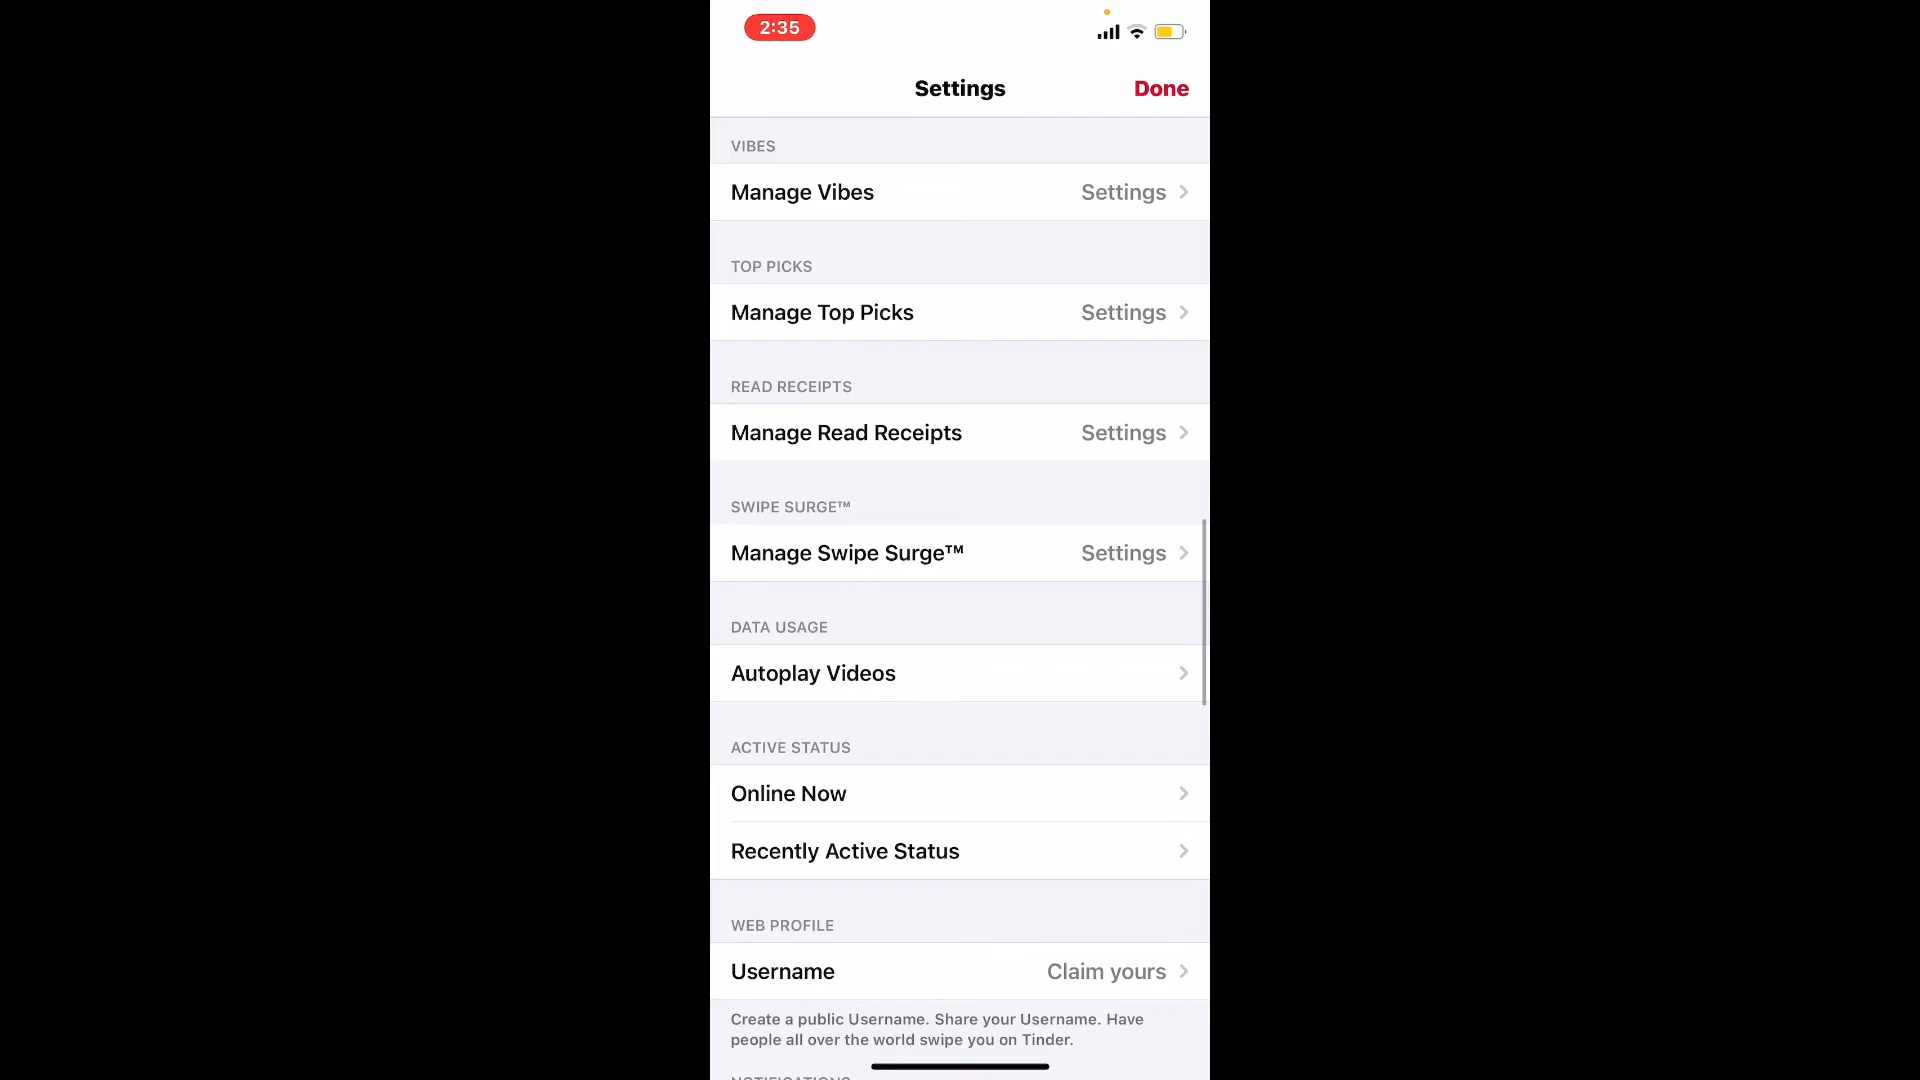 2:35
Settings
Done
VIBES
Manage Vibes Settings
TOP PICKS
Manage Top Picks Settings
READ RECEIPTS
Manage Read Receipts Settings
SWIPE SURGE™
Manage Swipe Surge™ Settings
DATA USAGE
Autoplay Videos
ACTIVE STATUS
Online Now
Recently Active Status
WEB PROFILE
Username Claim yours
Create a public Username. Share your Username. Have
people all over the world swipe you on Tinder.
NOTIFICATIONS